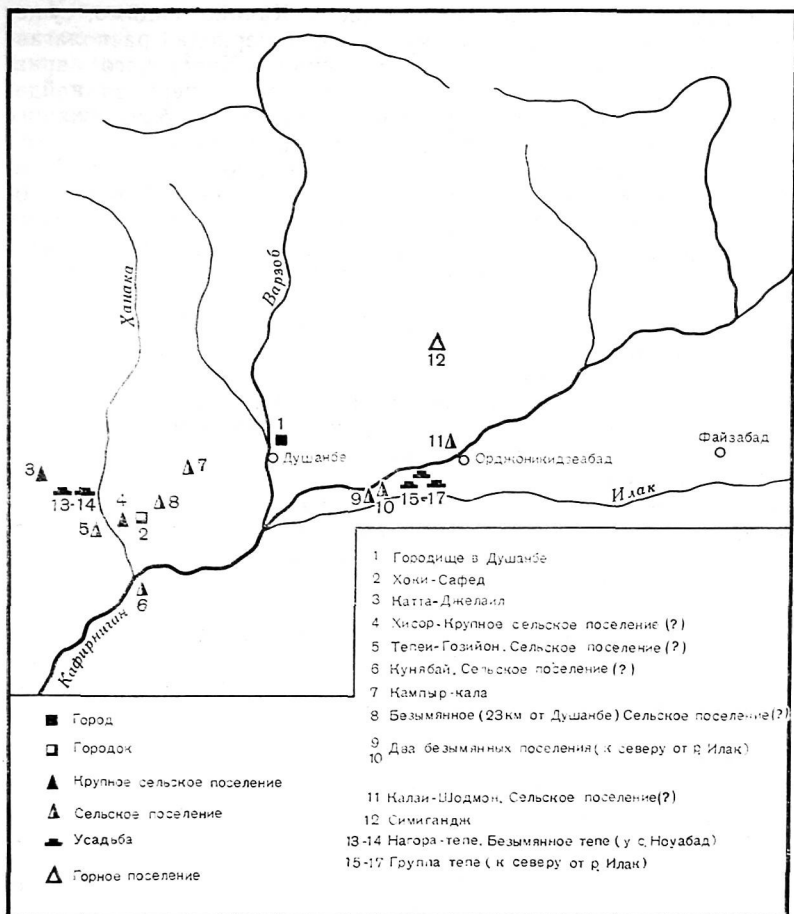 Ханака
Варзоб
12
1
11
Файзабад
3
7
Душанбе
Орджоникидзеабад
13-14
4
8
9
10
15-17
Илак
5
2
6
Кафирниган
1 Городище в Душанбе
2 Хоки-Сафед
3 Катта-Джелаил
4 Хисор-Крупное сельское поселение (?)
5 Тепеи-Гозийон. Сельское поселение (?)
6 Кунябай. Сельское поселение (?)
7 Кампыр-кала
8 Безымянное (23км от Душанбе) Сельское поселение (?)
9
10 Два безымянных поселения (к северу от р. Илак)
11 Калаи-Шодмон. Сельское поселение (?)
12 Симигандж
13-14 Нагора-тепе. Безымянное тепе (у с. Ноуабад)
15-17 Группа тепе (к северу от р. Илак)
Город
Городок
Крупное сельское поселение
Сельское поселение
Усадьба
Горное поселение